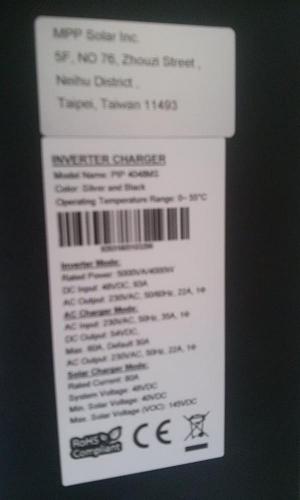 MPP Solar Inc.
5F, NO 76, Zhouzi Street ,
Neihu District ,
Taipei, Taiwan 11493
INVERTER CHARGER
Model Name: PIP 4048MS
Color: Silver and Black
Operating Temperature Range: 0~ 55°C
Inverter Mode:
Rated Power: 5000VA/4000W
DC Input: 48VDC, 93A
AC Output: 230VAC, 50/60Hz, 22A, 1Φ
AC Charger Mode:
AC Input: 230VAC, 50Hz, 35A, 1Φ
DC Output: 54VDC,
Max. 60A, Default 30A
AC Output: 230VAC, 50Hz, 22A, 1Φ
Solar Charger Mode:
Rated Current: 80A
System Voltage: 48VDC
Min. Solar Voltage: 40VDC
Max. Solar Voltage (VOC): 145VDC
RoHS
Compliant
CE